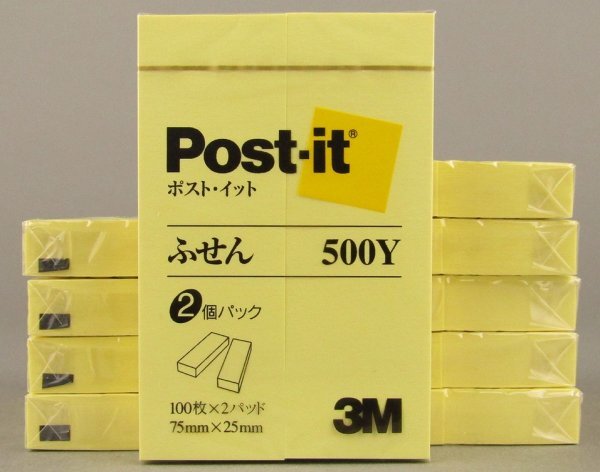 Post-it®
ポスト・イット
ふせん 500Y
2個パック
100枚×2パッド
75mm×25mm
3M